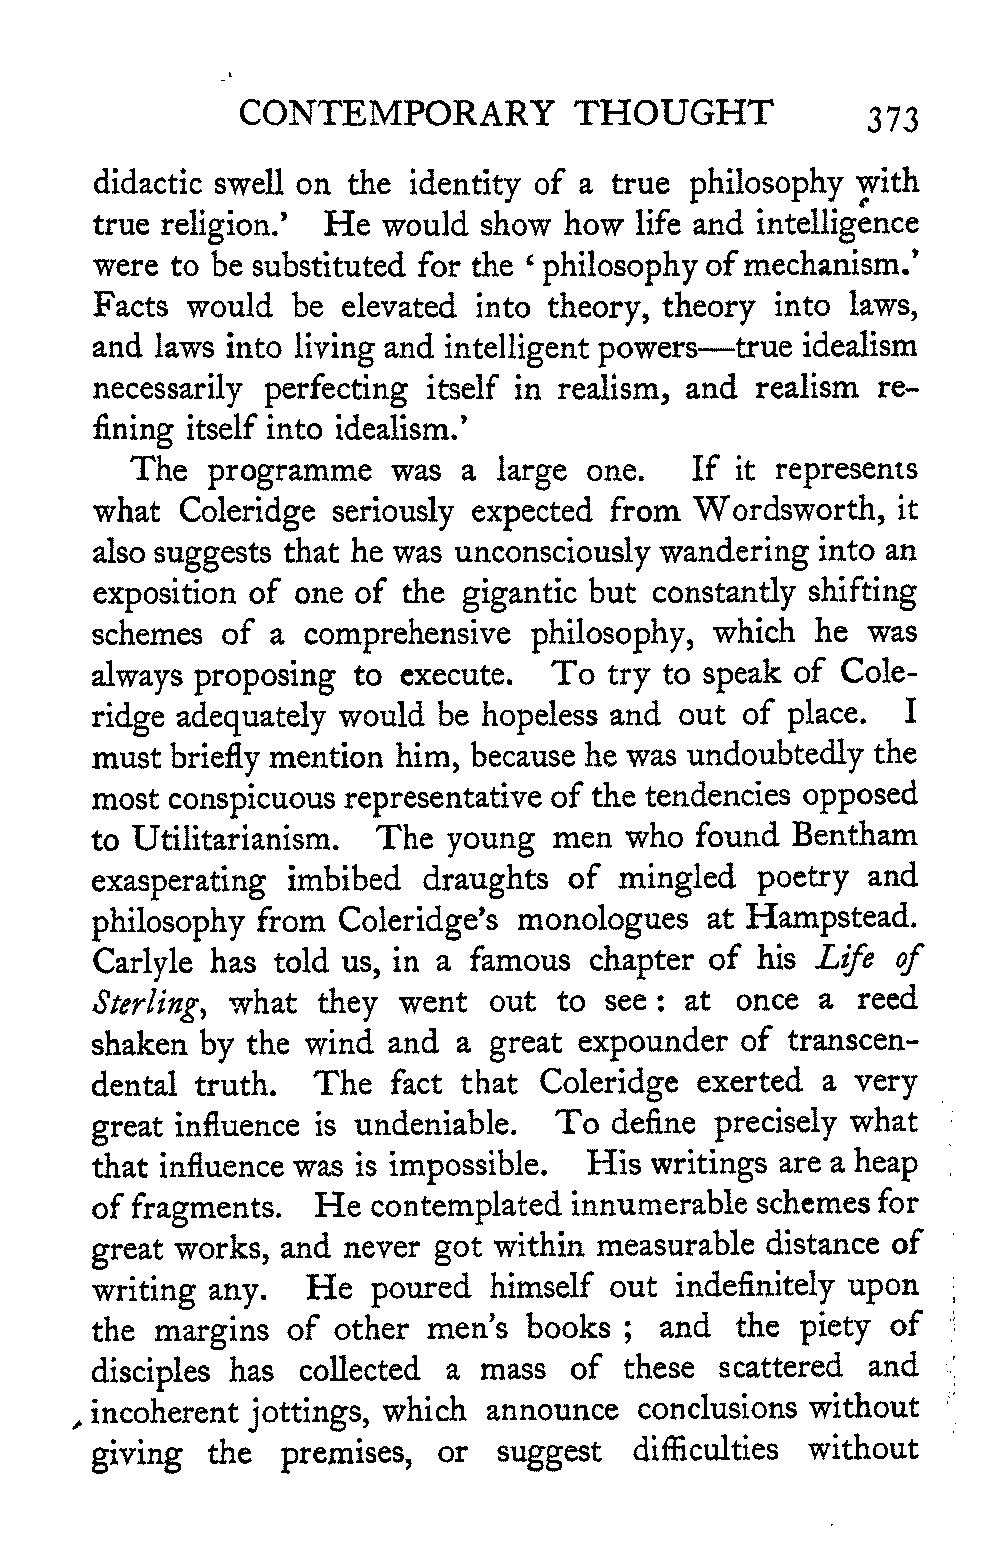 CONTEMPORARY THOUGHT 373
didactic swell on the identity of a true philosophy with
true religion.’ He would show how life and intelligence
were to be substituted for the ‘ philosophy of mechanism.’
Facts would be elevated into theory, theory into laws,
and laws into living and intelligent powers—true idealism
necessarily perfecting itself in realism, and realism re-
fining itself into idealism.’
The programme was a large one. If it represents
what Coleridge seriously expected from Wordsworth, it
also suggests that he was unconsciously wandering into an
exposition of one of the gigantic but constantly shifting
schemes of a comprehensive philosophy, which he was
always proposing to execute. To try to speak of Cole-
ridge adequately would be hopeless and out of place. I
must briefly mention him, because he was undoubtedly the
most conspicuous representative of the tendencies opposed
to Utilitarianism. The young men who found Bentham
exasperating imbibed draughts of mingled poetry and
philosophy from Coleridge’s monologues at Hampstead.
Carlyle has told us, in a famous chapter of his Life of
Sterling, what they went out to see : at once a reed
shaken by the wind and a great expounder of transcen-
dental truth. The fact that Coleridge exerted a very
great influence is undeniable. To define precisely what
that influence was is impossible. His writings are a heap
of fragments. He contemplated innumerable schemes for
great works, and never got within measurable distance of
writing any. He poured himself out indefinitely upon
the margins of other men’s books ; and the piety of
disciples has collected a mass of these scattered and
incoherent jottings, which announce conclusions without
giving the premises, or suggest difficulties without